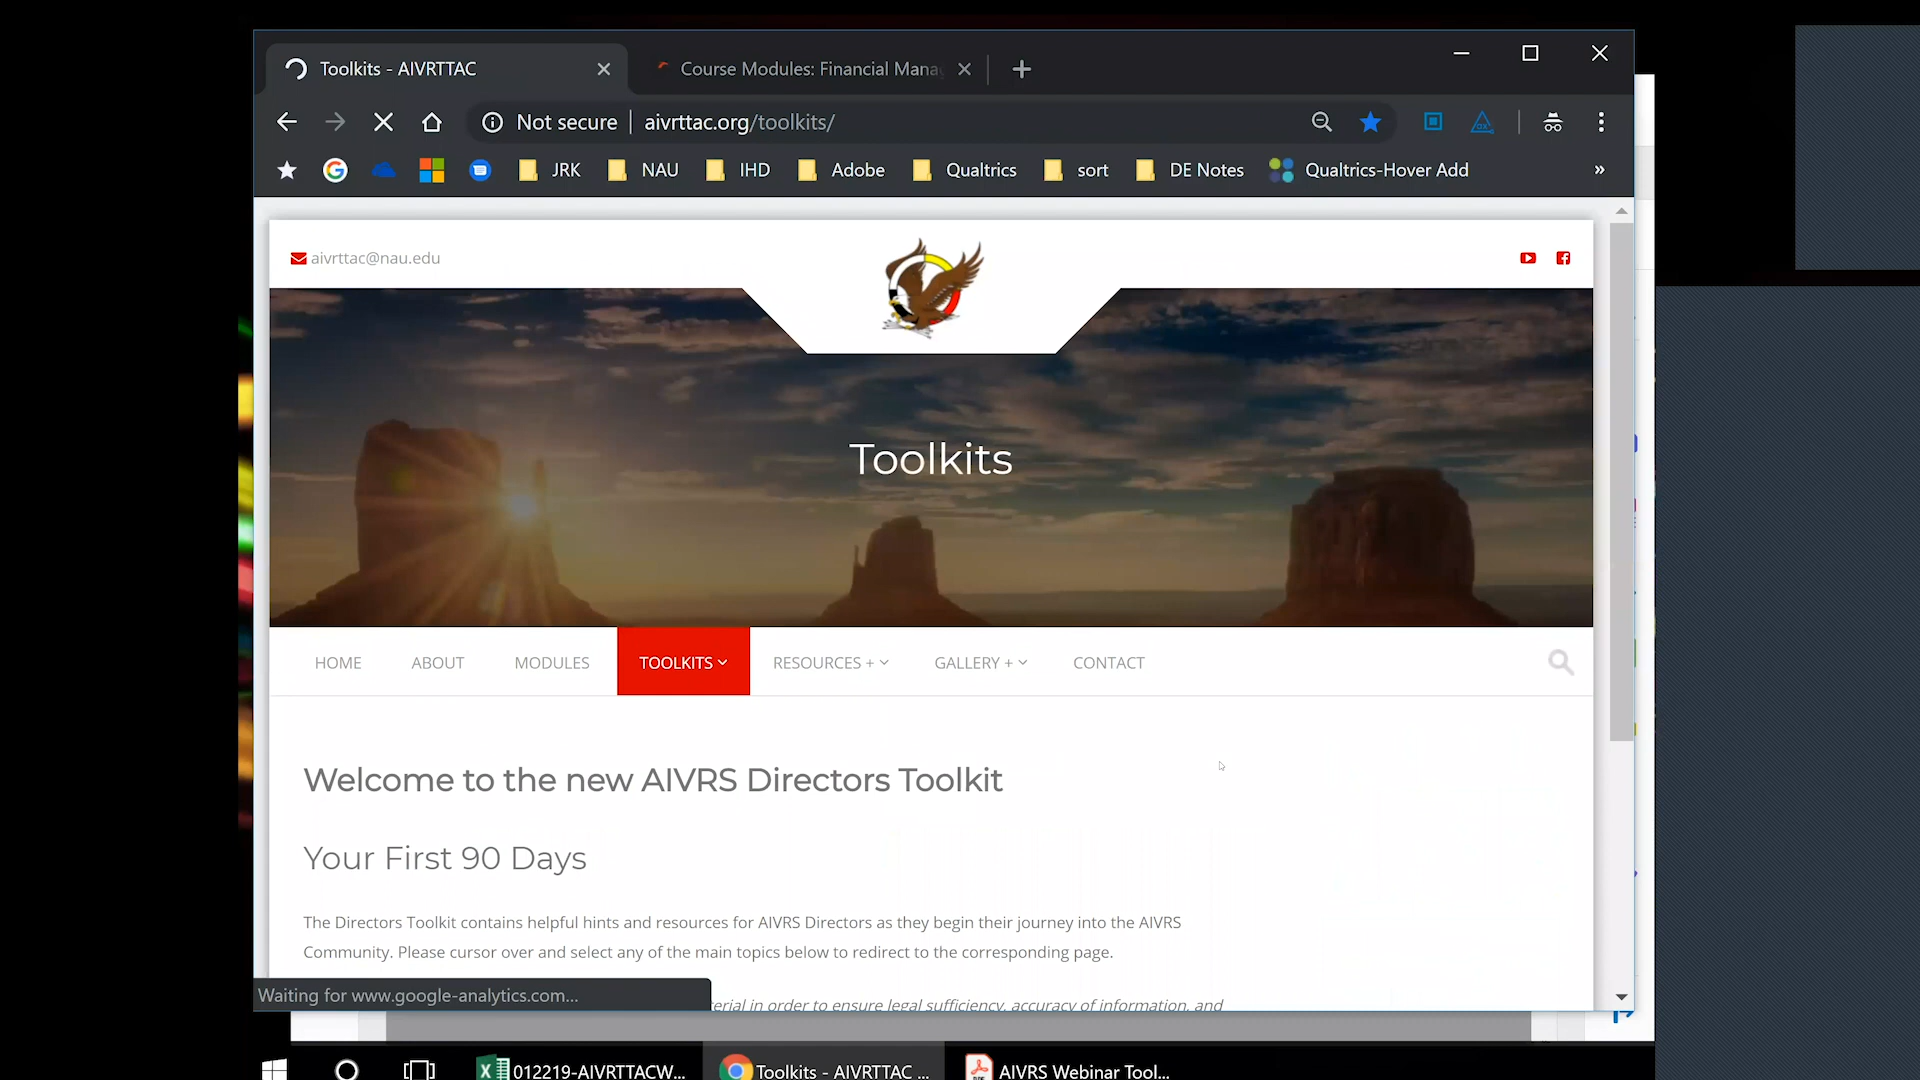 Toolkits - AIVRTTAC
Course Modules: Financial Mana
Not secure
aivrttac.org/toolkits/
JRK
NAU
IHD
Adobe
Qualtrics
sort
DE Notes
Qualtrics-Hover Add
»
aivrttac@nau.edu
Toolkits
HOME
ABOUT
MODULES
TOOLKITS
RESOURCES +
GALLERY +
CONTACT
Welcome to the new AIVRS Directors Toolkit
Your First 90 Days
The Directors Toolkit contains helpful hints and resources for AIVRS Directors as they begin their journey into the AIVRS
Community. Please cursor over and select any of the main topics below to redirect to the corresponding page.
Waiting for www.google-analytics.com...
terial in order to ensure legal sufficiency, accuracy of information, and
012219-AIVRTTACW...
Toolkits - AIVRTTAC ...
AIVRS Webinar Tool...